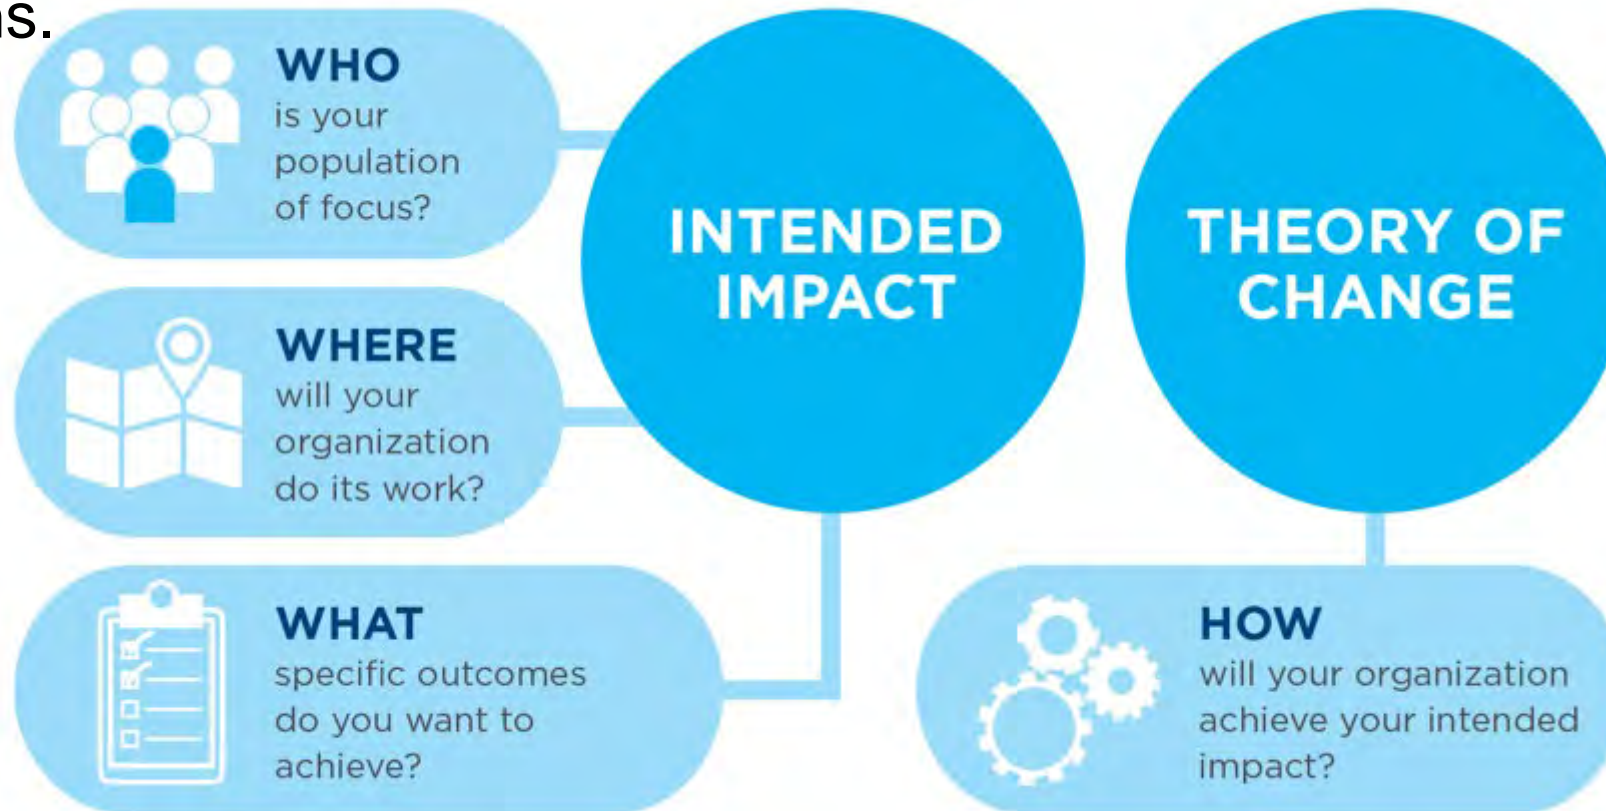 ns.
WHO
is your
population
of focus?
WHERE
will your
organization
do its work?
WHAT
specific outcomes
do you want to
achieve?
INTENDED
IMPACT
THEORY OF
CHANGE
HOW
will your organization
achieve your intended
impact?